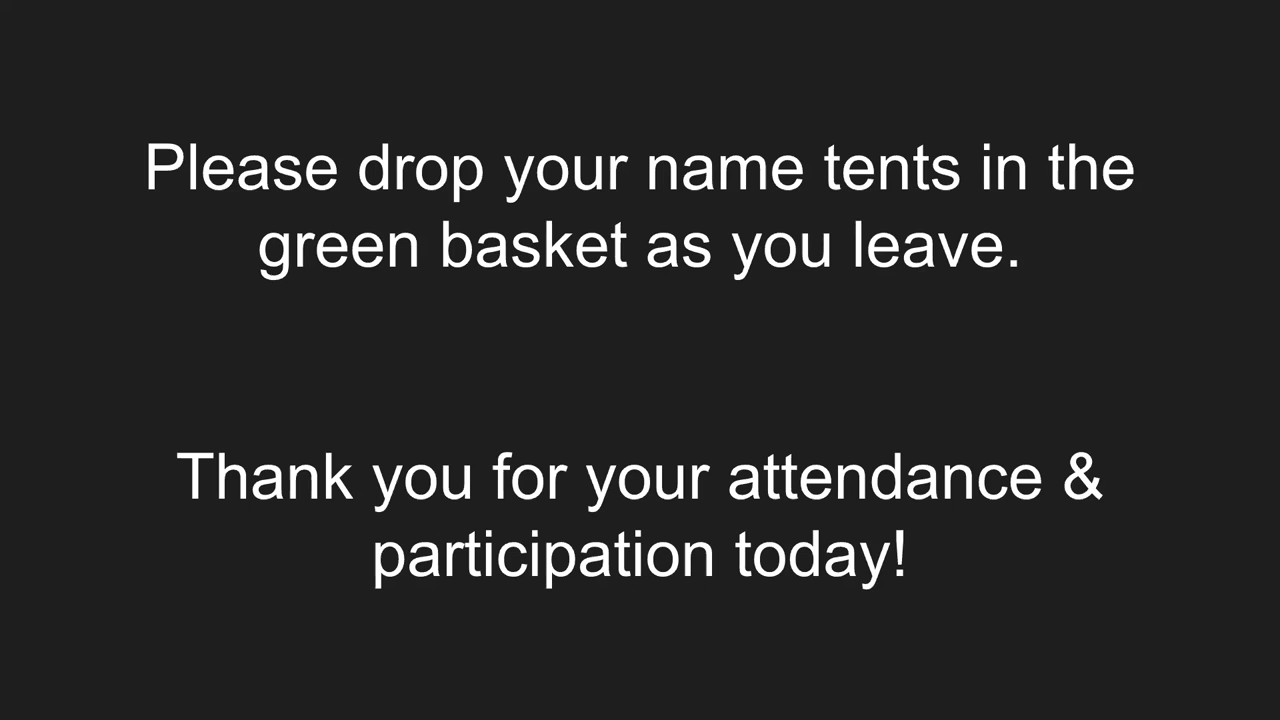 Please drop your name tents in the
green basket as you leave.
Thank you for your attendance &
participation today!